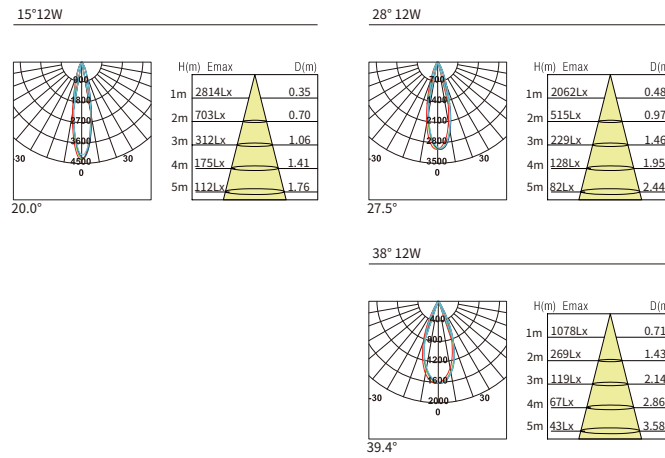 15°12W
H(m) Emax D(m)
900
1800
2700
3600
4500
-30 0 30
1m 2814Lx 0.35
2m 703Lx 0.70
3m 312Lx 1.06
4m 175Lx 1.41
5m 112Lx 1.76
20.0°
28° 12W
H(m) Emax D(m)
700
1400
2100
2800
3500
-30 0 30
1m 2062Lx 0.48
2m 515Lx 0.97
3m 229Lx 1.46
4m 128Lx 1.95
5m 82Lx 2.44
27.5°
38° 12W
H(m) Emax D(m
400
800
1200
1600
2000
-30 0 30
1m 1078Lx 0.71
2m 269Lx 1.43
3m 119Lx 2.14
4m 67Lx 2.86
5m 43Lx 3.58
39.4°